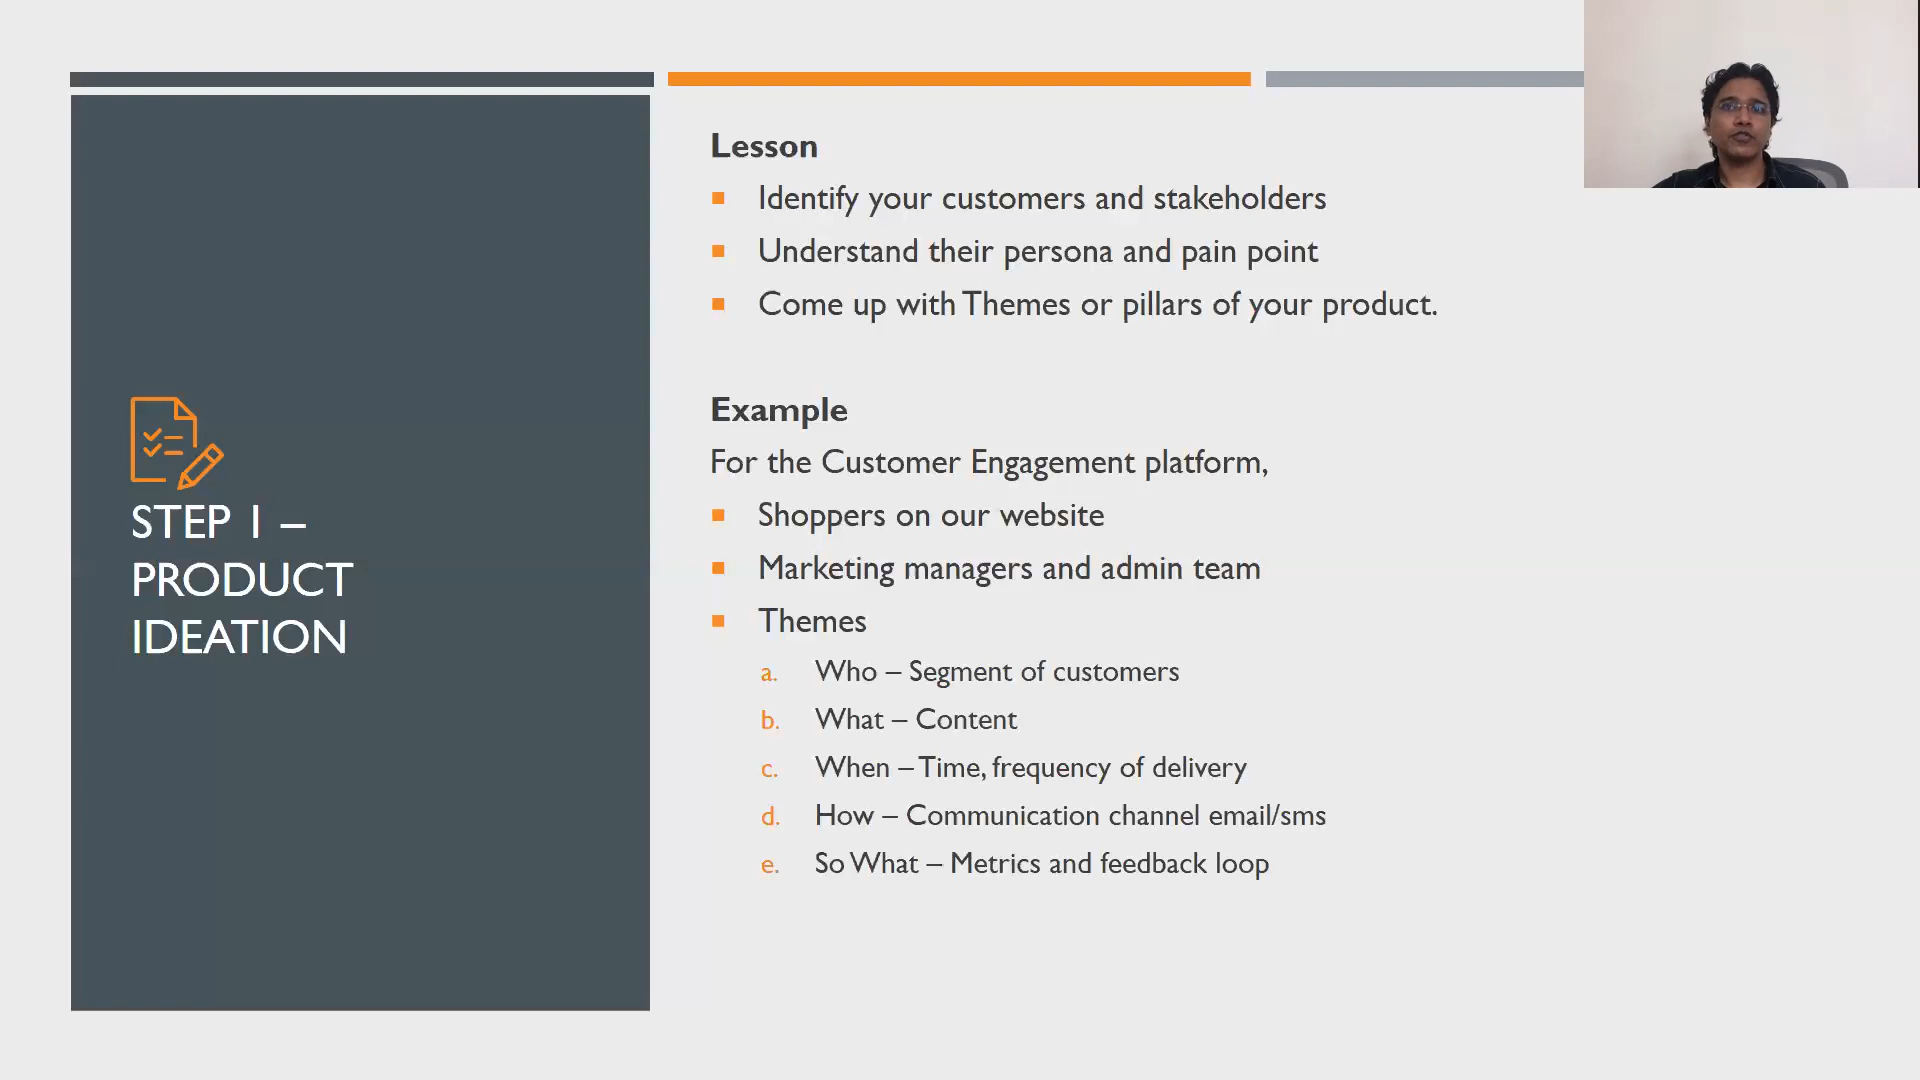 STEP 1 –
PRODUCT
IDEATION
Lesson
Identify your customers and stakeholders
Understand their persona and pain point
Come up with Themes or pillars of your product.
Example
For the Customer Engagement platform,
Shoppers on our website
Marketing managers and admin team
Themes
a. Who – Segment of customers
b. What – Content
c. When – Time, frequency of delivery
d. How – Communication channel email/sms
e. So What – Metrics and feedback loop